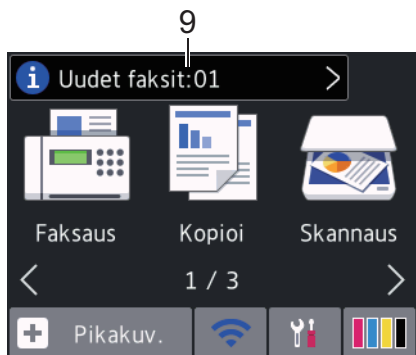 9
Uudet faksit:01
Faksaus Kopioi Skannaus
1 / 3
Pikakuv.